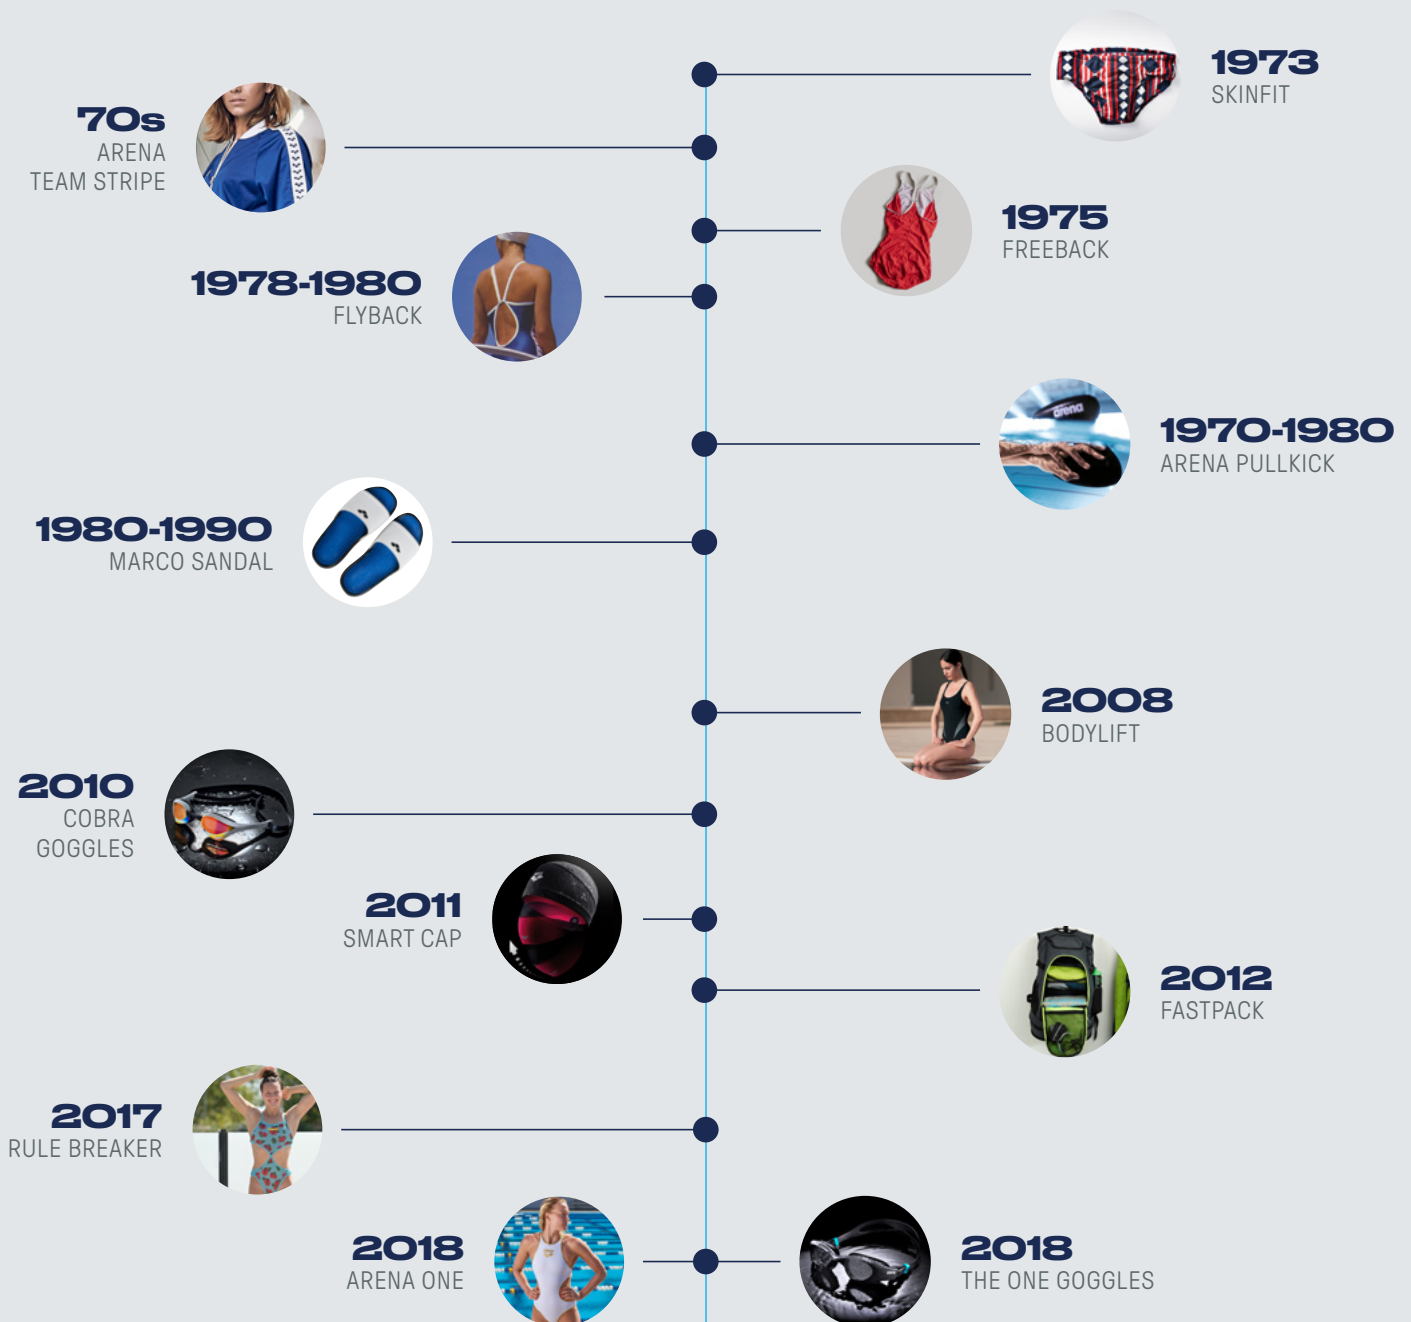 1973
SKINFIT
70s
ARENA
TEAM STRIPE
1975
FREEBACK
1978-1980
FLYBACK
arena
1970-1980
ARENA PULLKICK
1980-1990
MARCO SANDAL
2008
BODYLIFT
2010
COBRA
GOGGLES
2011
SMART CAP
2012
FASTPACK
2017
RULE BREAKER
2018
ARENA ONE
2018
THE ONE GOGGLES